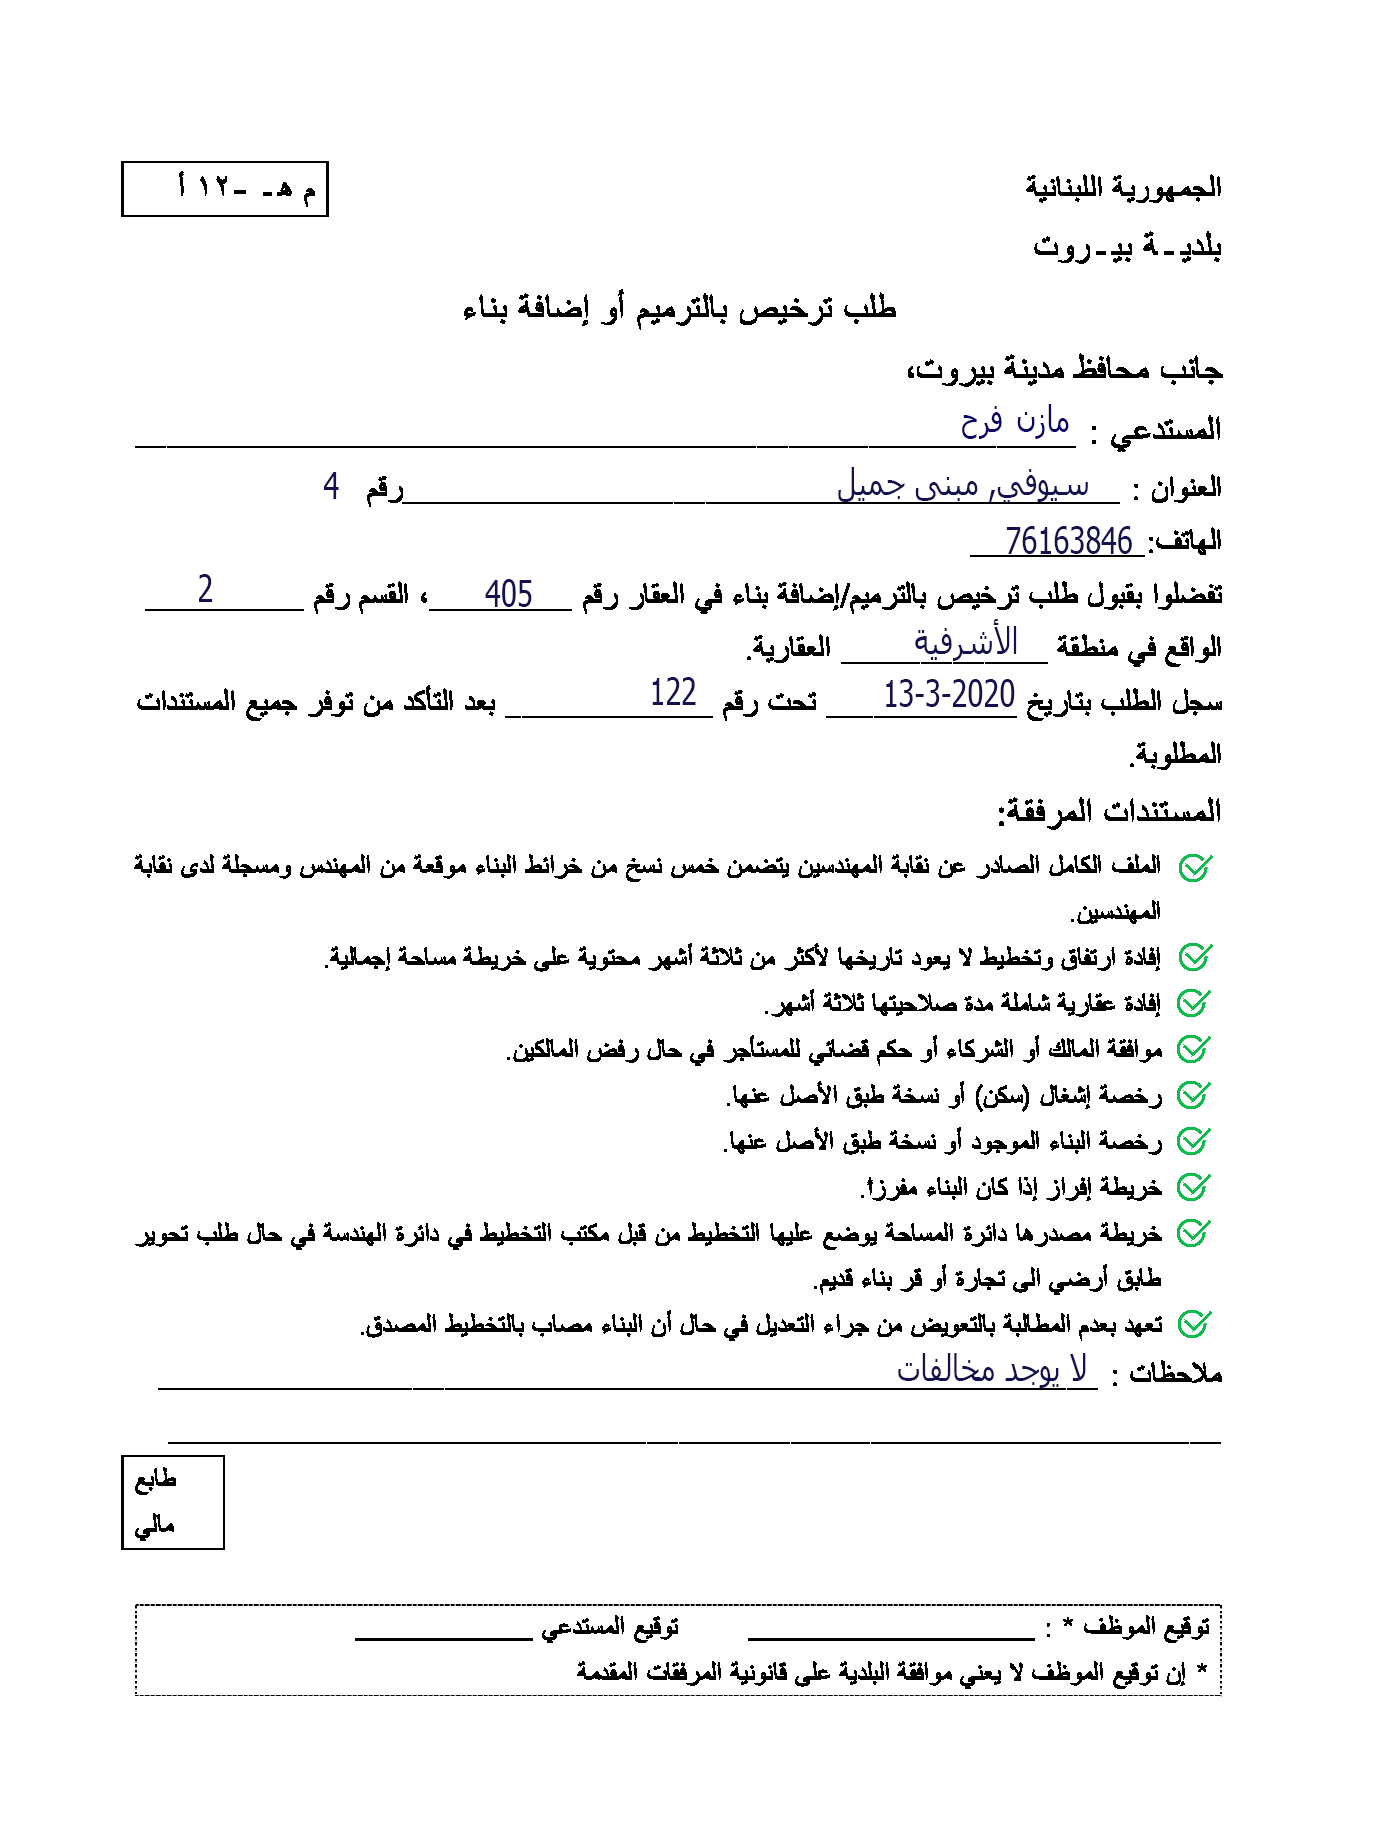 الجمهورية اللبنانية
م هـ -١٢ أ
بلديـة بيـروت
طلب ترخيص بالترميم أو إضافة بناء
جانب محافظ مدينة بيروت،
المستدعي : مازن فرح
العنوان : سيوفي, مبنى جميل رقم 4
الهاتف: 76163846
تفضلوا بقبول طلب ترخيص بالترميم/إضافة بناء في العقار رقم 405 ، القسم رقم 2
الواقع في منطقة الأشرفية العقارية.
سجل الطلب بتاريخ 13-3-2020 تحت رقم 122 بعد التأكد من توفر جميع المستندات
المطلوبة.
المستندات المرفقة:
الملف الكامل الصادر عن نقابة المهندسين يتضمن خمس نسخ من خرائط البناء موقعة من المهندس ومسجلة لدى نقابة
المهندسين.
إفادة ارتفاق وتخطيط لا يعود تاريخها لأكثر من ثلاثة أشهر محتوية على خريطة مساحة إجمالية.
إفادة عقارية شاملة مدة صلاحيتها ثلاثة أشهر.
موافقة المالك أو الشركاء أو حكم قضائي للمستأجر في حال رفض المالكين.
رخصة إشغال (سكن) أو نسخة طبق الأصل عنها.
رخصة البناء الموجود أو نسخة طبق الأصل عنها.
خريطة إفراز إذا كان البناء مفرزا.
خريطة مصدرها دائرة المساحة يوضع عليها التخطيط من قبل مكتب التخطيط في دائرة الهندسة في حال طلب تحوير
طابق أرضي الى تجارة أو قر بناء قديم.
تعهد بعدم المطالبة بالتعويض من جراء التعديل في حال أن البناء مصاب بالتخطيط المصدق.
ملاحظات : لا يوجد مخالفات
طابع
مالي
توقيع الموظف * : توقيع المستدعي
* إن توقيع الموظف لا يعني موافقة البلدية على قانونية المرفقات المقدمة